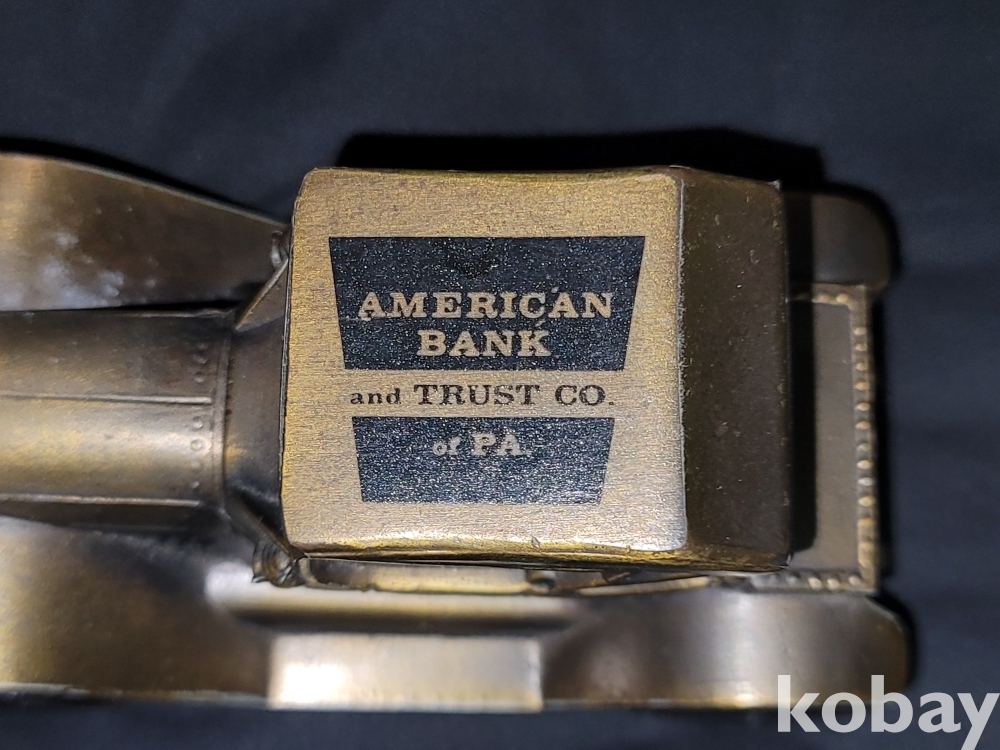 AMERICAN
BANK
and TRUST CO.
of PA.
kobay